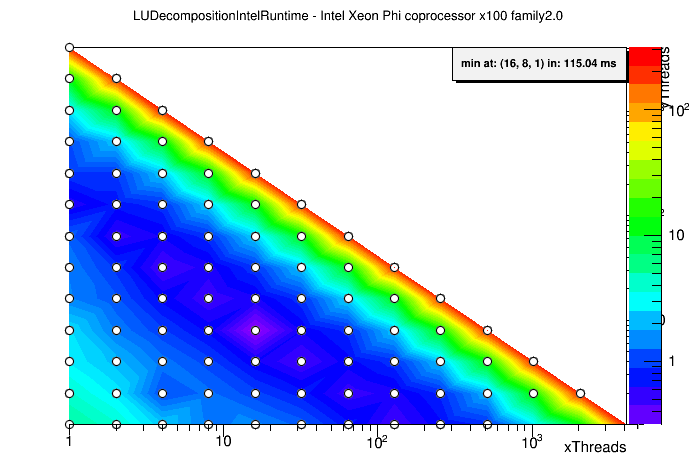 LUDecompositionIntelRuntime - Intel Xeon Phi coprocessor x100 family2.0
min at: (16, 8, 1) in: 115.04 ms
yThreads
10²
10
1
1
10
10²
10³
xThreads